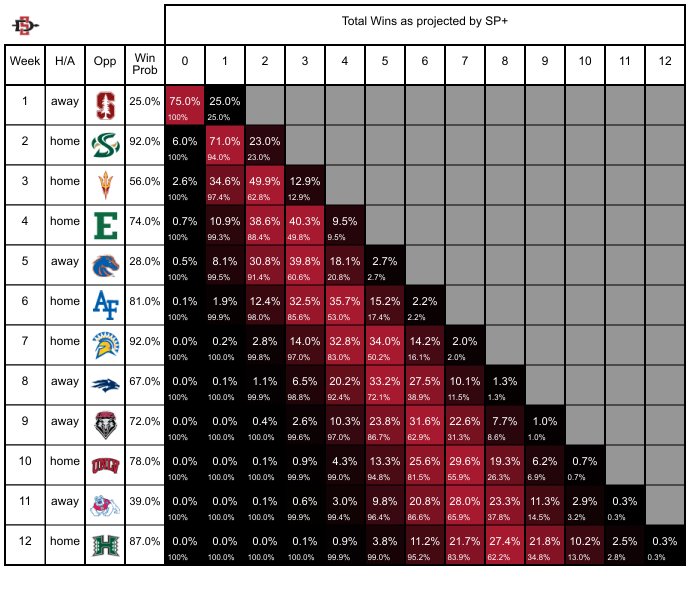 Total Wins as projected by SP+
Week H/A Opp Win Prob 0 1 2 3 4 5 6 7 8 9 10 11 12
1 away S 25.0% 75.0% 25.0%
100% 25.0%
2 home S 92.0% 6.0% 71.0% 23.0%
100% 94.0% 23.0%
3 home 56.0% 2.6% 34.6% 49.9% 12.9%
100% 97.4% 62.8% 12.9%
4 home E 74.0% 0.7% 10.9% 38.6% 40.3% 9.5%
100% 99.3% 88.4% 49.8% 9.5%
5 away 28.0% 0.5% 8.1% 30.8% 39.8% 18.1% 2.7%
100% 99.5% 91.4% 60.6% 20.8% 2.7%
6 home AF 81.0% 0.1% 1.9% 12.4% 32.5% 35.7% 15.2% 2.2%
100% 99.9% 98.0% 85.6% 53.0% 17.4% 2.2%
7 home 92.0% 0.0% 0.2% 2.8% 14.0% 32.8% 34.0% 14.2% 2.0%
100% 100.0% 99.8% 97.0% 83.0% 50.2% 16.1% 2.0%
8 away 67.0% 0.0% 0.1% 1.1% 6.5% 20.2% 33.2% 27.5% 10.1% 1.3%
100% 100.0% 99.9% 98.8% 92.4% 72.1% 38.9% 11.5% 1.3%
9 away 72.0% 0.0% 0.0% 0.4% 2.6% 10.3% 23.8% 31.6% 22.6% 7.7% 1.0%
100% 100.0% 100.0% 99.6% 97.0% 86.7% 62.9% 31.3% 8.6% 1.0%
10 home UNLV 78.0% 0.0% 0.0% 0.1% 0.9% 4.3% 13.3% 25.6% 29.6% 19.3% 6.2% 0.7%
100% 100.0% 100.0% 99.9% 99.0% 94.8% 81.5% 55.9% 26.3% 6.9% 0.7%
11 away 39.0% 0.0% 0.0% 0.1% 0.6% 3.0% 9.8% 20.8% 28.0% 23.3% 11.3% 2.9% 0.3%
100% 100.0% 100.0% 99.9% 99.4% 96.4% 86.6% 65.9% 37.8% 14.5% 3.2% 0.3%
12 home H 87.0% 0.0% 0.0% 0.0% 0.1% 0.9% 3.8% 11.2% 21.7% 27.4% 21.8% 10.2% 2.5% 0.3%
100% 100.0% 100.0% 100.0% 99.9% 99.0% 95.2% 83.9% 62.2% 34.8% 13.0% 2.8% 0.3%